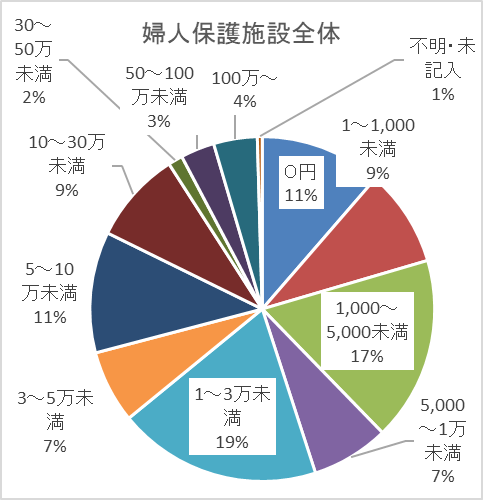 婦人保護施設全体
0円
11%
1～1,000
未満
9%
1,000～
5,000未満
17%
5,000
～1万
未満
7%
1～3万未
満
19%
3～5万未
満
7%
5～10
万未満
11%
10～30万
未満
9%
30～
50万
未満
2%
50～100
万未満
3%
100万～
4%
不明・未
記入
1%